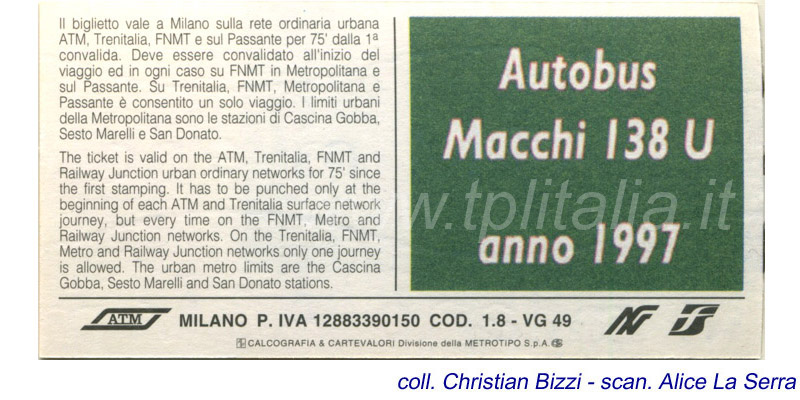 Il biglietto vale a Milano sulla rete ordinaria urbana
ATM, Trenitalia, FNMT e sul Passante per 75' dalla 1ª
convalida. Deve essere convalidato all'inizio del
viaggio ed in ogni caso su FNMT in Metropolitana e
sul Passante. Su Trenitalia, FNMT, Metropolitana e
Passante è consentito un solo viaggio. I limiti urbani
della Metropolitana sono le stazioni di Cascina Gobba,
Sesto Marelli e San Donato.
The ticket is valid on the ATM, Trenitalia, FNMT and
Railway Junction urban ordinary networks for 75' since
the first stamping. It has to be punched only at the
beginning of each ATM and Trenitalia surface network
journey, but every time on the FNMT, Metro and
Railway Junction networks. On the Trenitalia, FNMT,
Metro and Railway Junction networks only one journey
is allowed. The urban metro limits are the Cascina
Gobba, Sesto Marelli and San Donato stations.
Autobus
Macchi 138 U
anno 1997
www.tplitalia.it
ATM MILANO P. IVA 12883390150 COD. 1.8 - VG 49
CALCOGRAFIA & CARTEVALORI Divisione della METROTIPO S.p.A.
coll. Christian Bizzi - scan. Alice La Serra